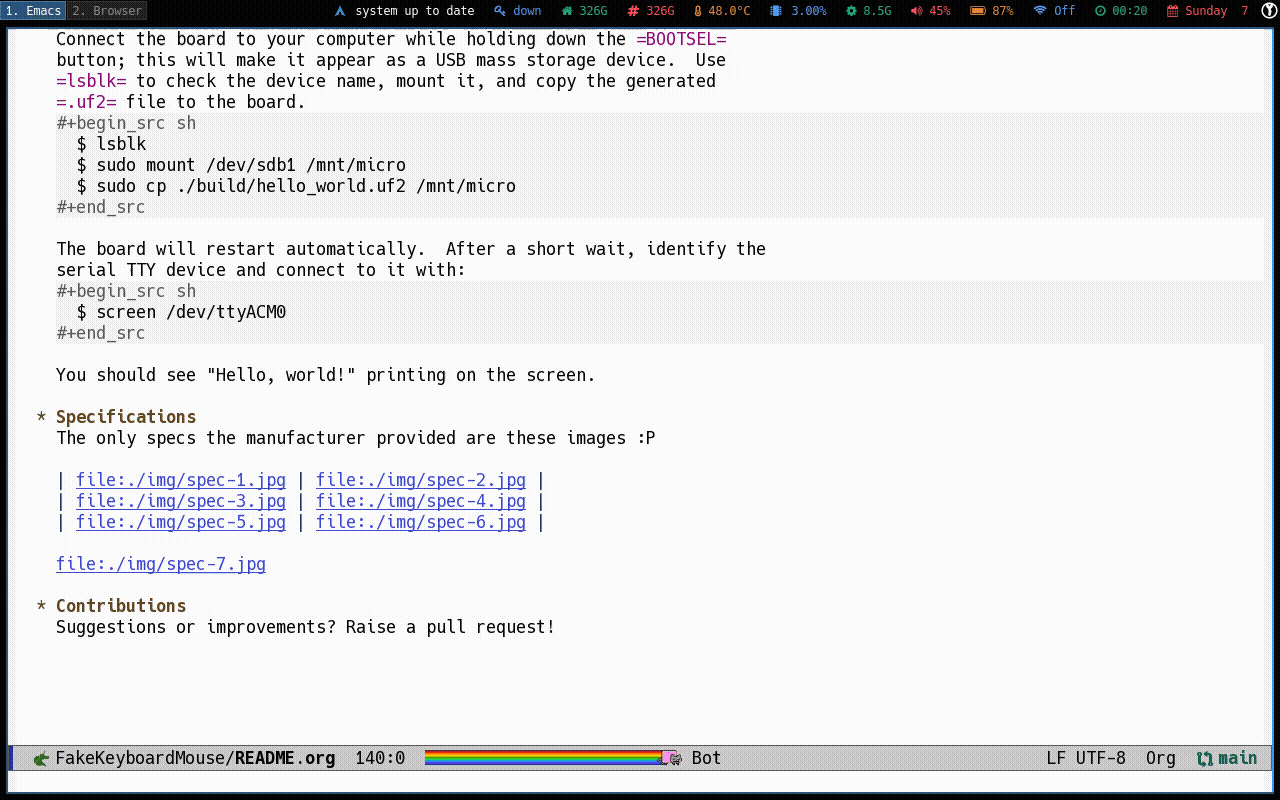 1. Emacs 2. Browser system up to date down 326G 326G 48.0°C 3.00% 8.5G 45% 87% Off 00:20 Sunday 7
Connect the board to your computer while holding down the =BOOTSEL=
button; this will make it appear as a USB mass storage device.  Use
=lsblk= to check the device name, mount it, and copy the generated
=.uf2= file to the board.
#+begin_src sh
  $ lsblk
  $ sudo mount /dev/sdb1 /mnt/micro
  $ sudo cp ./build/hello_world.uf2 /mnt/micro
#+end_src
The board will restart automatically.  After a short wait, identify the
serial TTY device and connect to it with:
#+begin_src sh
  $ screen /dev/ttyACM0
#+end_src
You should see "Hello, world!" printing on the screen.
* Specifications
The only specs the manufacturer provided are these images :P
| file:./img/spec-1.jpg | file:./img/spec-2.jpg |
| file:./img/spec-3.jpg | file:./img/spec-4.jpg |
| file:./img/spec-5.jpg | file:./img/spec-6.jpg |
file:./img/spec-7.jpg
* Contributions
Suggestions or improvements? Raise a pull request!
FakeKeyboardMouse/README.org 140:0 Bot LF UTF-8 Org main